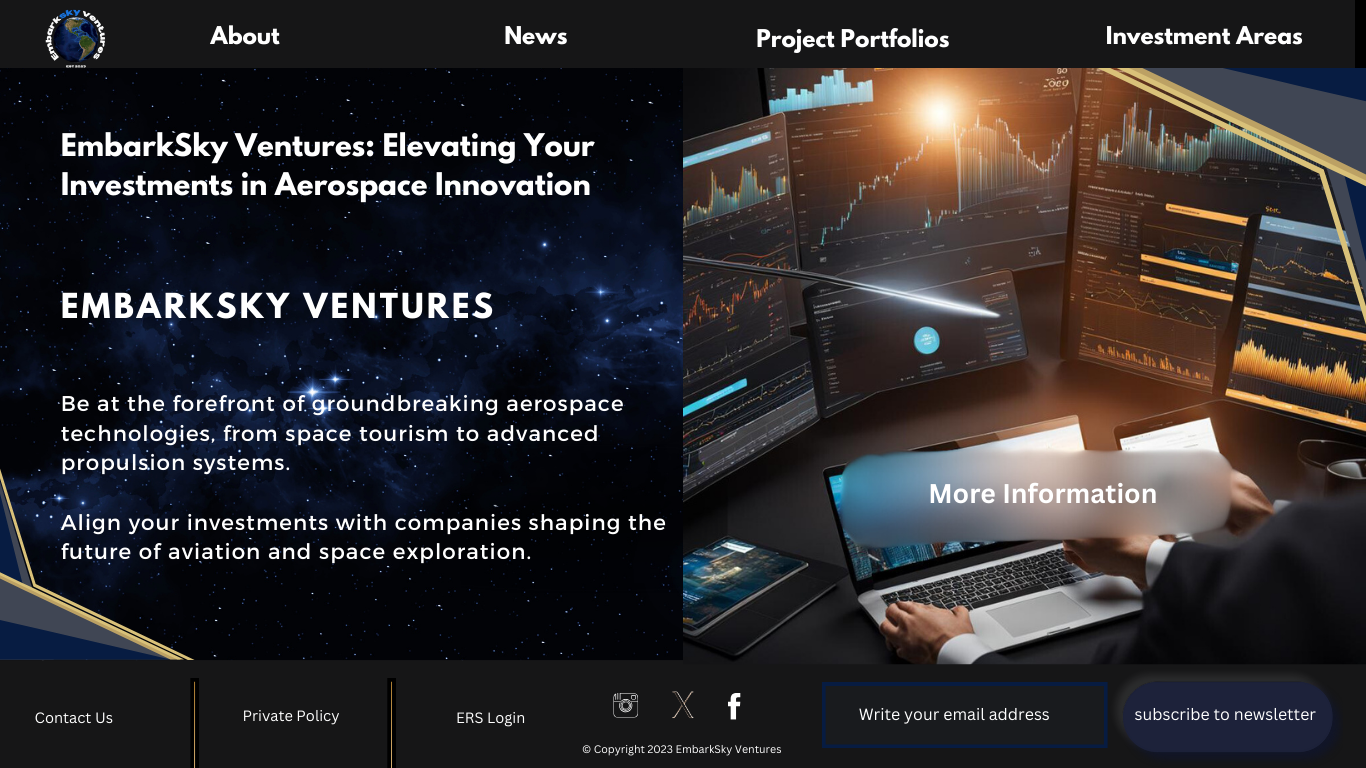 Embarksky Ventures
About
News
Project Portfolios
Investment Areas
EmbarkSky Ventures: Elevating Your
Investments in Aerospace Innovation
EMBARKSKY VENTURES
Be at the forefront of groundbreaking aerospace
technologies, from space tourism to advanced
propulsion systems.
Align your investments with companies shaping the
future of aviation and space exploration.
More Information
Contact Us
Private Policy
ERS Login
© Copyright 2023 EmbarkSky Ventures
Write your email address
subscribe to newsletter